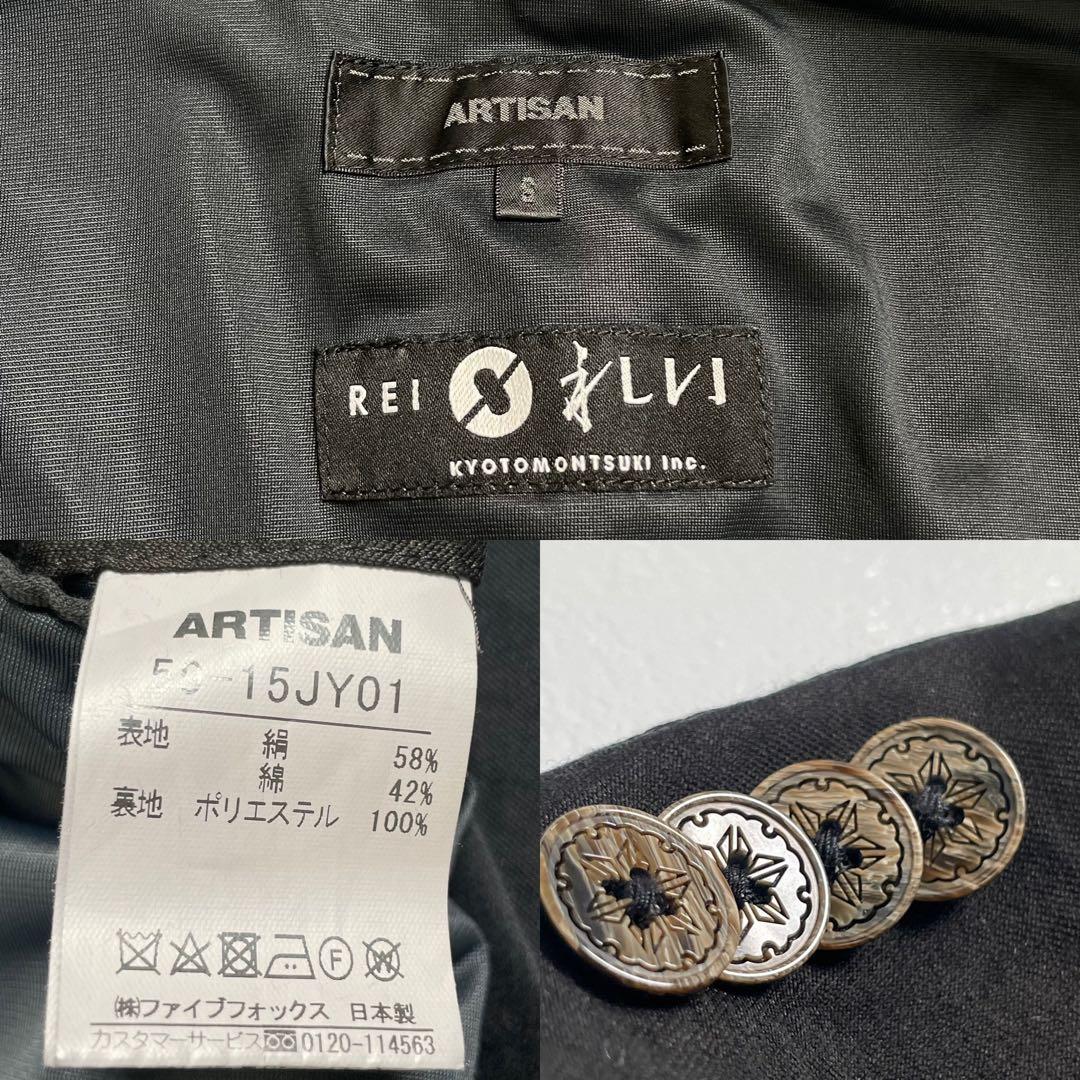 ARTISAN
S
REI れい
KYOTOMONTSUKI Inc.
ARTISAN
50-15JY01
表地 絹 58%
綿 42%
裏地 ポリエステル 100%
F W
(株)ファイブフォックス 日本製
カスタマーサービス 0120-114563